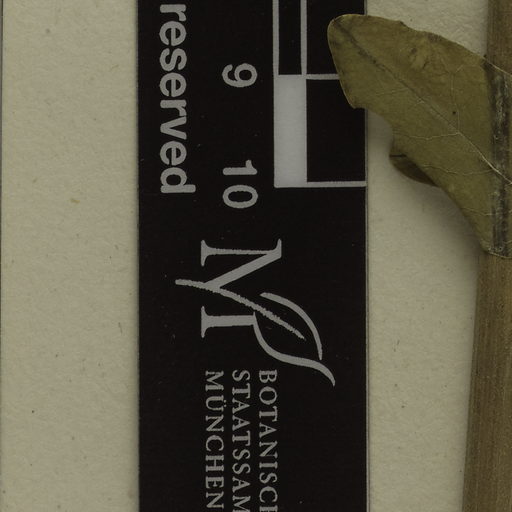 reserved
9 10
M
BOTANISCH
STAATSSAM
MÜNCHEN